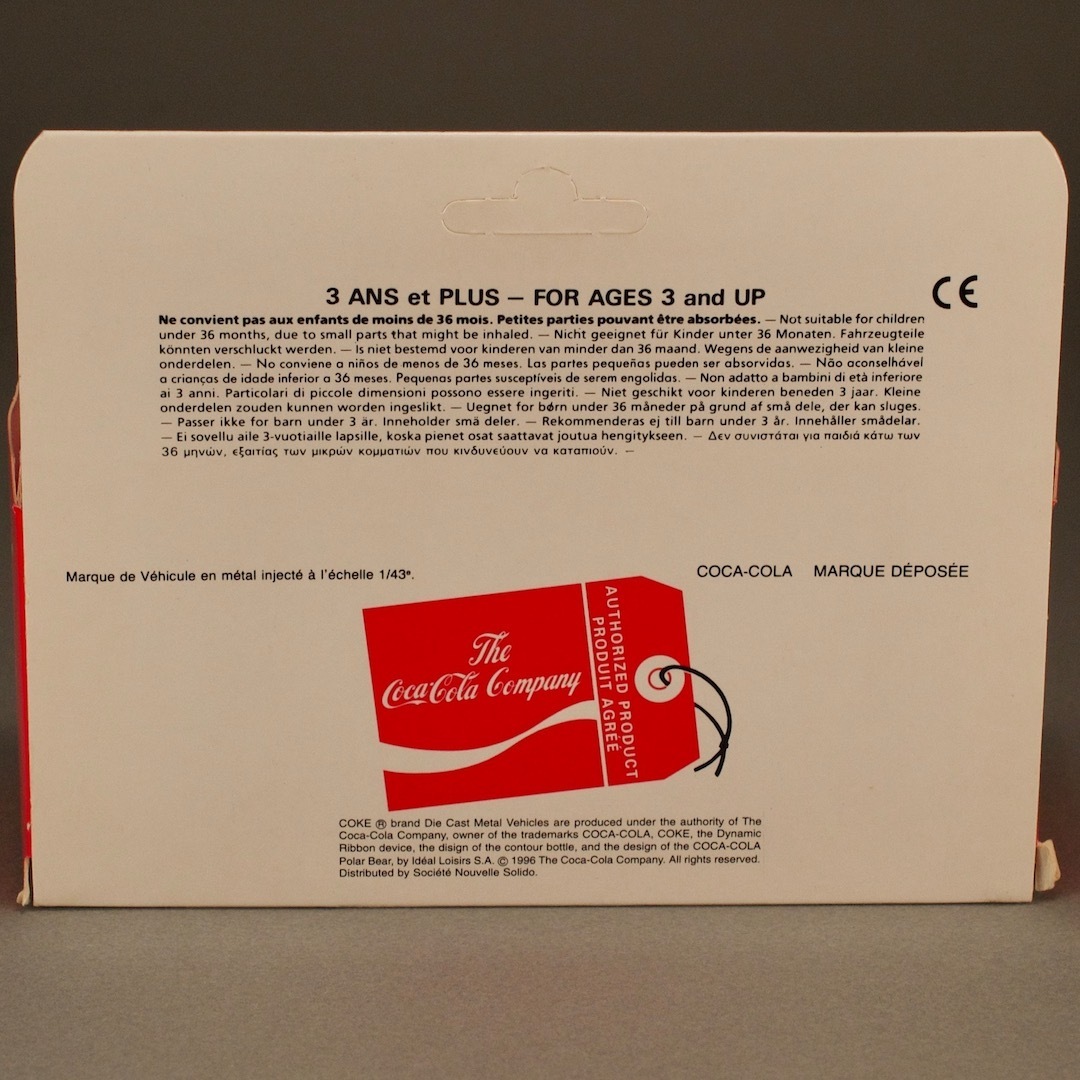 3 ANS et PLUS — FOR AGES 3 and UP
CE
Ne convient pas aux enfants de moins de 36 mois. Petites parties pouvant être absorbées. — Not suitable for children
under 36 months, due to small parts that might be inhaled. — Nicht geeignet für Kinder unter 36 Monaten. Fahrzeugteile
könnten verschluckt werden. — Is niet bestemd voor kinderen van minder dan 36 maand. Wegens de aanwezigheid van kleine
onderdelen. — No conviene a niños de menos de 36 meses. Las partes pequeñas pueden ser absorvidas. — Não aconselhável
a crianças de idade inferior a 36 meses. Pequenas partes susceptíveis de serem engolidas. — Non adatto a bambini di età inferiore
ai 3 anni. Particolari di piccole dimensioni possono essere ingeriti. — Niet geschikt voor kinderen beneden 3 jaar. Kleine
onderdelen zouden kunnen worden ingeslikt. — Uegnet for børn under 36 måneder på grund af små dele, der kan sluges.
— Passer ikke for barn under 3 är. Inneholder smä deler. — Rekommenderas ej till barn under 3 år. Innehåller smådelar.
— Ei sovellu aile 3-vuotiaille lapsille, koska pienet osat saattavat joutua hengitykseen. — Δεν συνιστάται για παιδιά κάτω των
36 μηνών, εξαιτίας των μικρών κομματιών που κινδυνεύουν να καταπιούν. —
Marque de Véhicule en métal injecté à l'échelle 1/43e.
COCA-COLA MARQUE DÉPOSÉE
The
Coca-Cola Company
AUTHORIZED PRODUCT
PRODUIT AGRÉÉ
COKE ® brand Die Cast Metal Vehicles are produced under the authority of The
Coca-Cola Company, owner of the trademarks COCA-COLA, COKE, the Dynamic
Ribbon device, the disign of the contour bottle, and the design of the COCA-COLA
Polar Bear, by Idéal Loisirs S.A. © 1996 The Coca-Cola Company. All rights reserved.
Distributed by Société Nouvelle Solido.